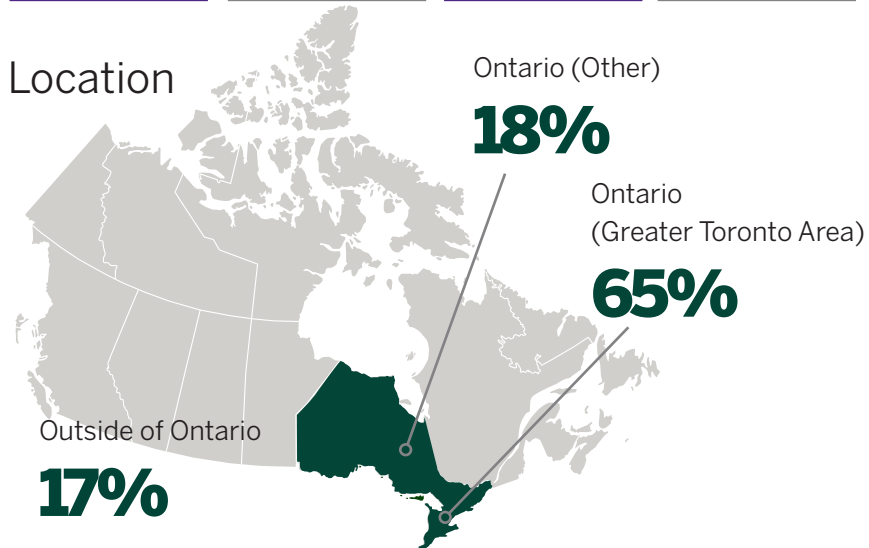 Location
Ontario (Other)
18%
Ontario
(Greater Toronto Area)
65%
Outside of Ontario
17%